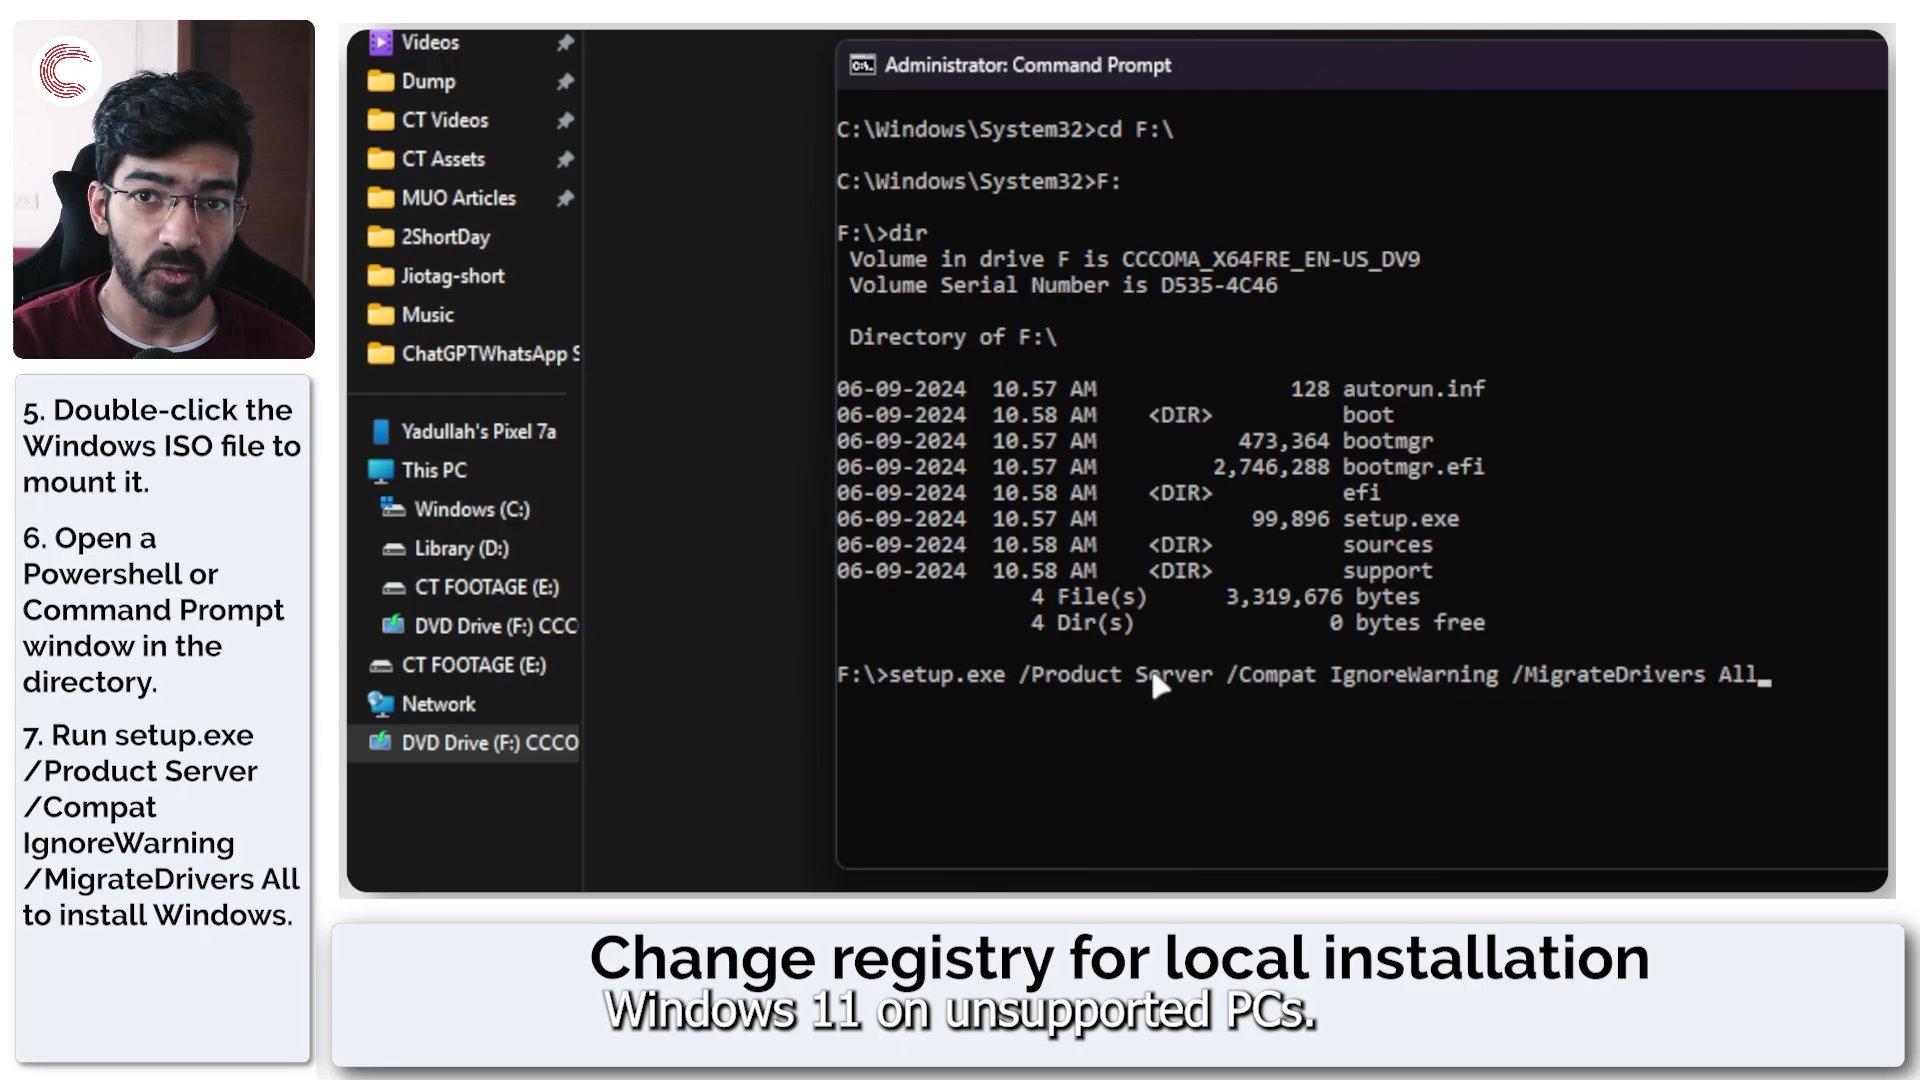 5. Double-click the
Windows ISO file to
mount it.
6. Open a
Powershell or
Command Prompt
window in the
directory.
7. Run setup.exe
/Product Server
/Compat
IgnoreWarning
/MigrateDrivers All
to install Windows.
Videos
Dump
CT Videos
CT Assets
MUO Articles
2ShortDay
Jiotag-short
Music
ChatGPTWhatsApp S
Yadullah's Pixel 7a
This PC
Windows (C:)
Library (D:)
CT FOOTAGE (E:)
DVD Drive (F:) CCC
CT FOOTAGE (E:)
Network
DVD Drive (F:) CCCO
Administrator: Command Prompt
C:\Windows\System32>cd F:\
C:\Windows\System32>F:
F:\>dir
Volume in drive F is CCCOMA_X64FRE_EN-US_DV9
Volume Serial Number is D535-4C46
Directory of F:\
06-09-2024 10.57 AM 128 autorun.inf
06-09-2024 10.58 AM <DIR> boot
06-09-2024 10.57 AM 473,364 bootmgr
06-09-2024 10.57 AM 2,746,288 bootmgr.efi
06-09-2024 10.58 AM <DIR> efi
06-09-2024 10.57 AM 99,896 setup.exe
06-09-2024 10.58 AM <DIR> sources
06-09-2024 10.58 AM <DIR> support
4 File(s) 3,319,676 bytes
4 Dir(s) 0 bytes free
F:\>setup.exe /Product Server /Compat IgnoreWarning /MigrateDrivers All_
Change registry for local installation
Windows 11 on unsupported PCs.